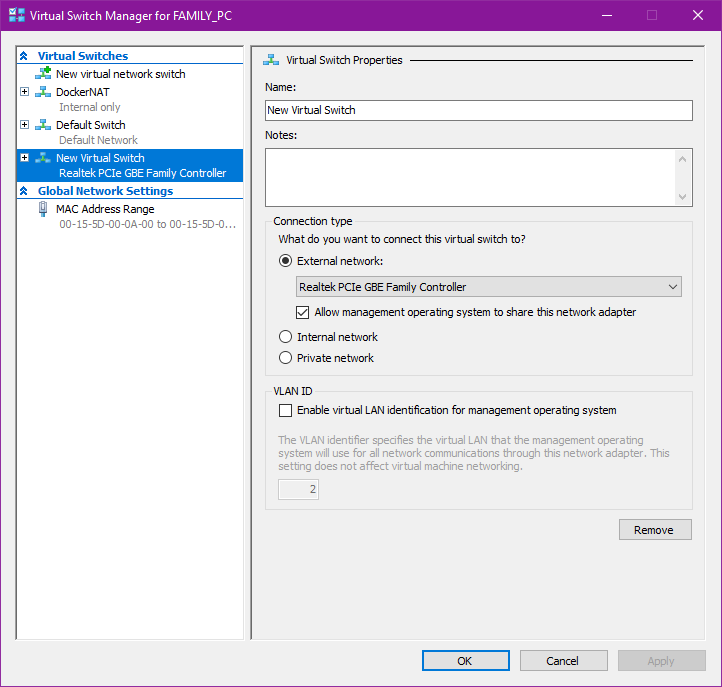 Virtual Switch Manager for FAMILY_PC
Virtual Switches
New virtual network switch
DockerNAT
Internal only
Default Switch
Default Network
New Virtual Switch
Realtek PCIe GBE Family Controller
Global Network Settings
MAC Address Range
00-15-5D-00-0A-00 to 00-15-5D-0...
Virtual Switch Properties
Name:
New Virtual Switch
Notes:
Connection type
What do you want to connect this virtual switch to?
External network:
Realtek PCIe GBE Family Controller
Allow management operating system to share this network adapter
Internal network
Private network
VLAN ID
Enable virtual LAN identification for management operating system
The VLAN identifier specifies the virtual LAN that the management operating
system will use for all network communications through this network adapter. This
setting does not affect virtual machine networking.
2
Remove
OK
Cancel
Apply